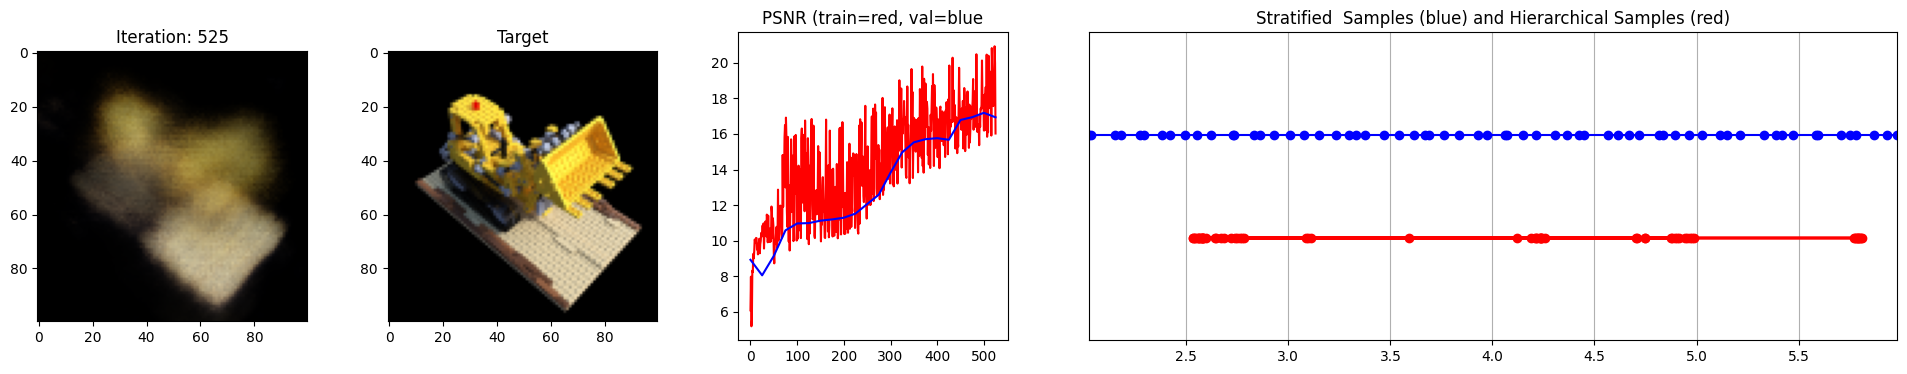 Iteration: 525
0
20
40
60
80
0 20 40 60 80
Target
0
20
40
60
80
0 20 40 60 80
PSNR (train=red, val=blue
20
18
16
14
12
10
8
6
0 100 200 300 400 500
Stratified  Samples (blue) and Hierarchical Samples (red)
2.5 3.0 3.5 4.0 4.5 5.0 5.5